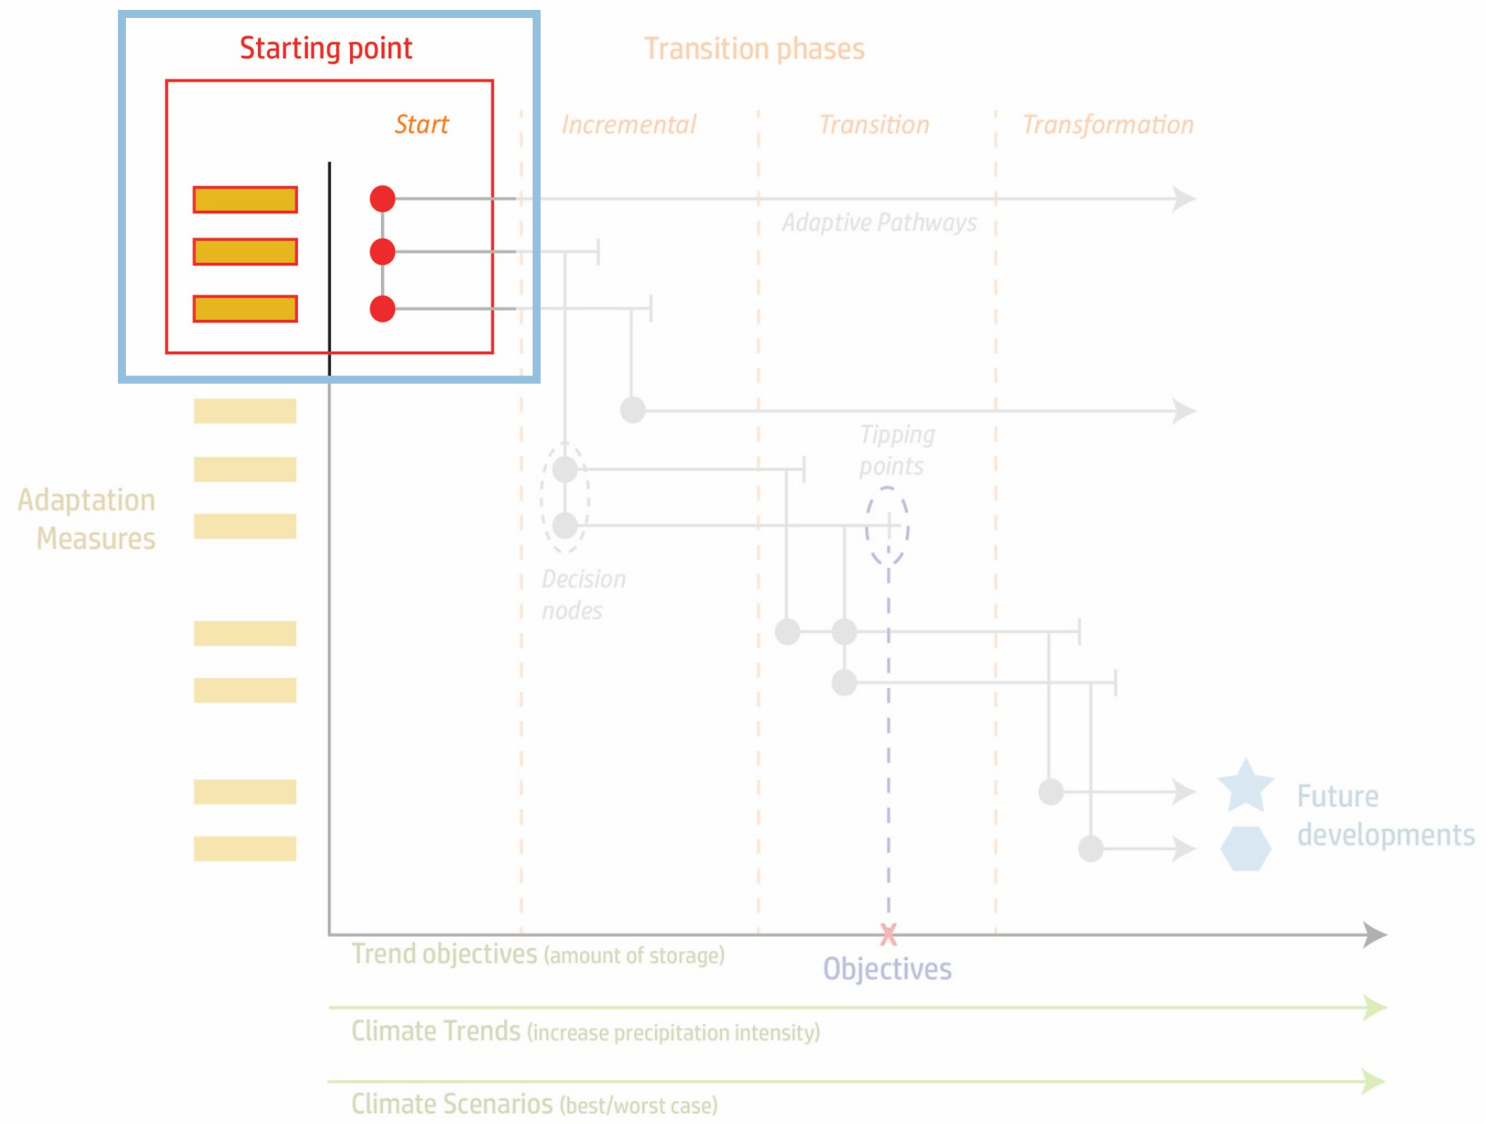 Starting point
Transition phases
Start
Incremental
Transition
Transformation
Adaptive Pathways
Tipping
points
Adaptation
Measures
Decision
nodes
Future
developments
Trend objectives (amount of storage)
X
Objectives
Climate Trends (increase precipitation intensity)
Climate Scenarios (best/worst case)